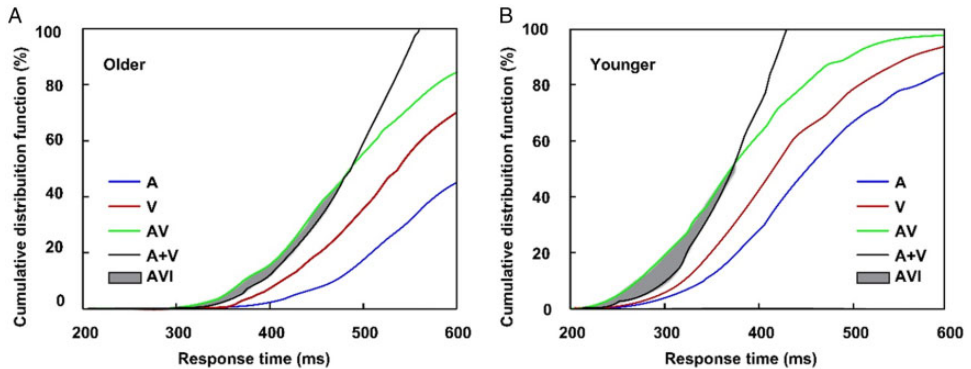 A
Cumulative distribuition function (%)
100
80
60
40
20
0
Older
A
V
AV
A+V
AVI
200
300
400
500
600
Response time (ms)
B
Cumulative distribuition function (%)
100
80
60
40
20
0
Younger
A
V
AV
A+V
AVI
200
300
400
500
600
Response time (ms)